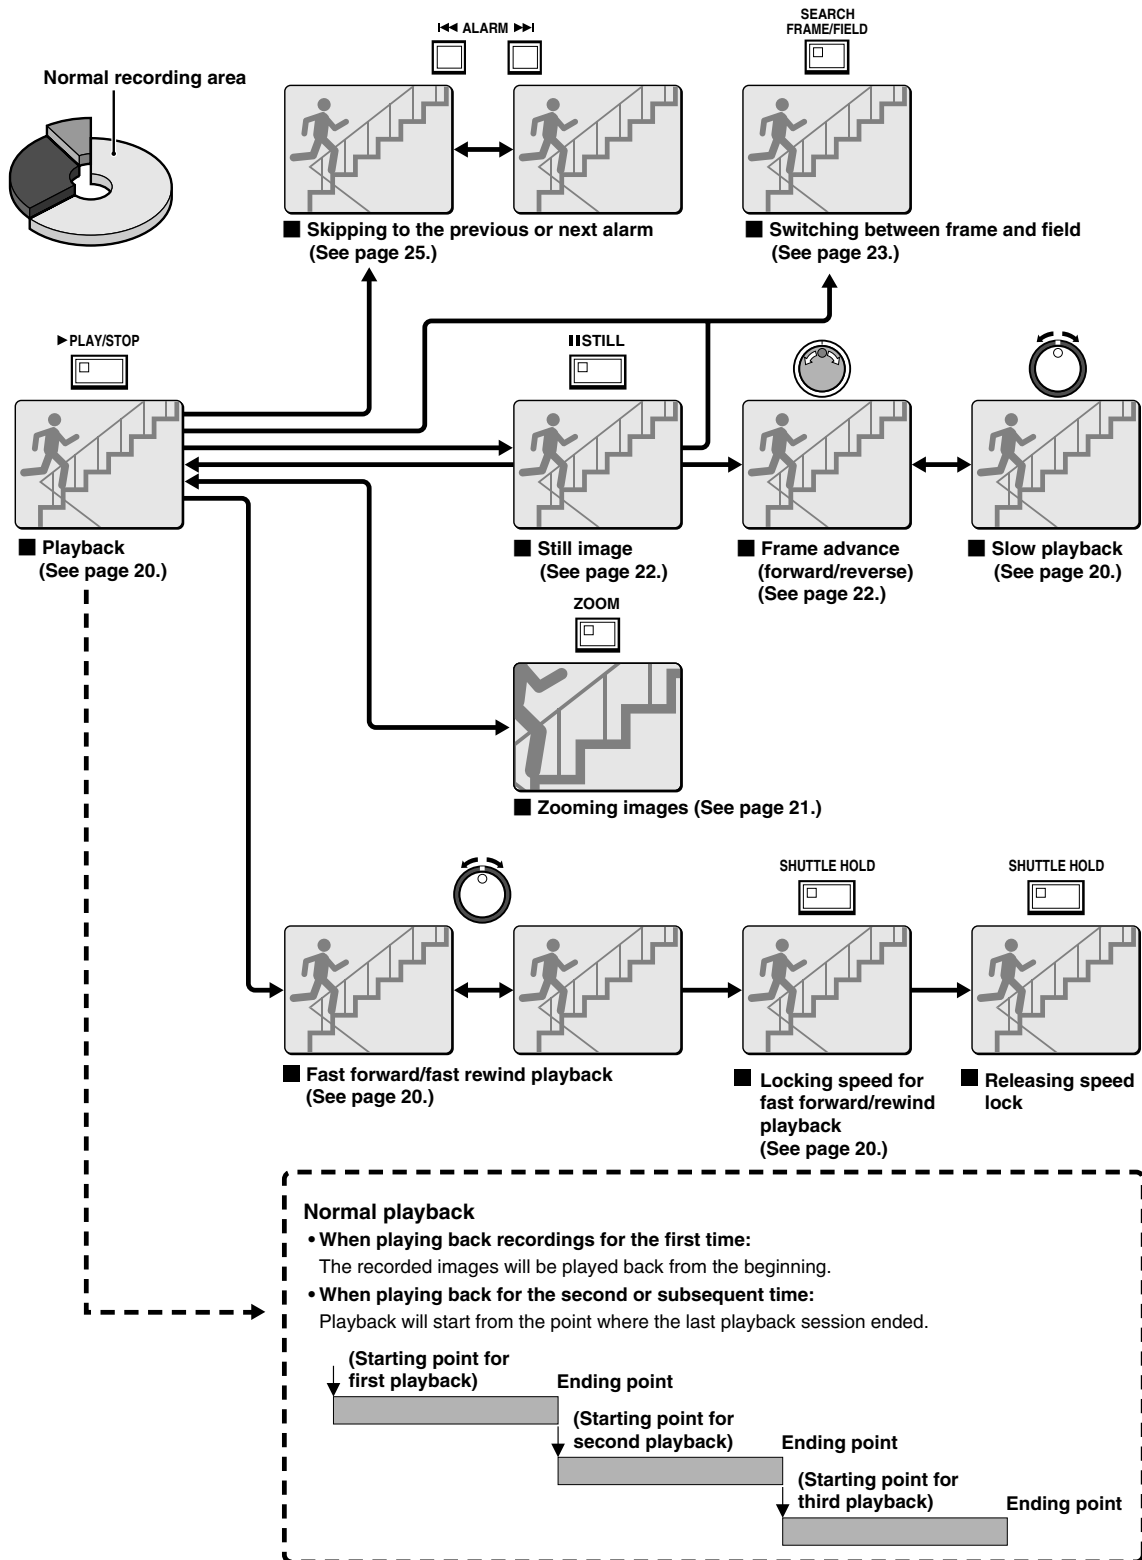 ALARM
SEARCH
FRAME/FIELD
Normal recording area
■ Skipping to the previous or next alarm
(See page 25.)
■ Switching between frame and field
(See page 23.)
PLAY/STOP
STILL
■ Playback
(See page 20.)
■ Still image
(See page 22.)
■ Frame advance
(forward/reverse)
(See page 22.)
■ Slow playback
(See page 20.)
ZOOM
■ Zooming images (See page 21.)
SHUTTLE HOLD
SHUTTLE HOLD
■ Fast forward/fast rewind playback
(See page 20.)
■ Locking speed for
fast forward/rewind
playback
(See page 20.)
■ Releasing speed
lock
Normal playback
• When playing back recordings for the first time:
The recorded images will be played back from the beginning.
• When playing back for the second or subsequent time:
Playback will start from the point where the last playback session ended.
(Starting point for
first playback)
Ending point
(Starting point for
second playback)
Ending point
(Starting point for
third playback)
Ending point